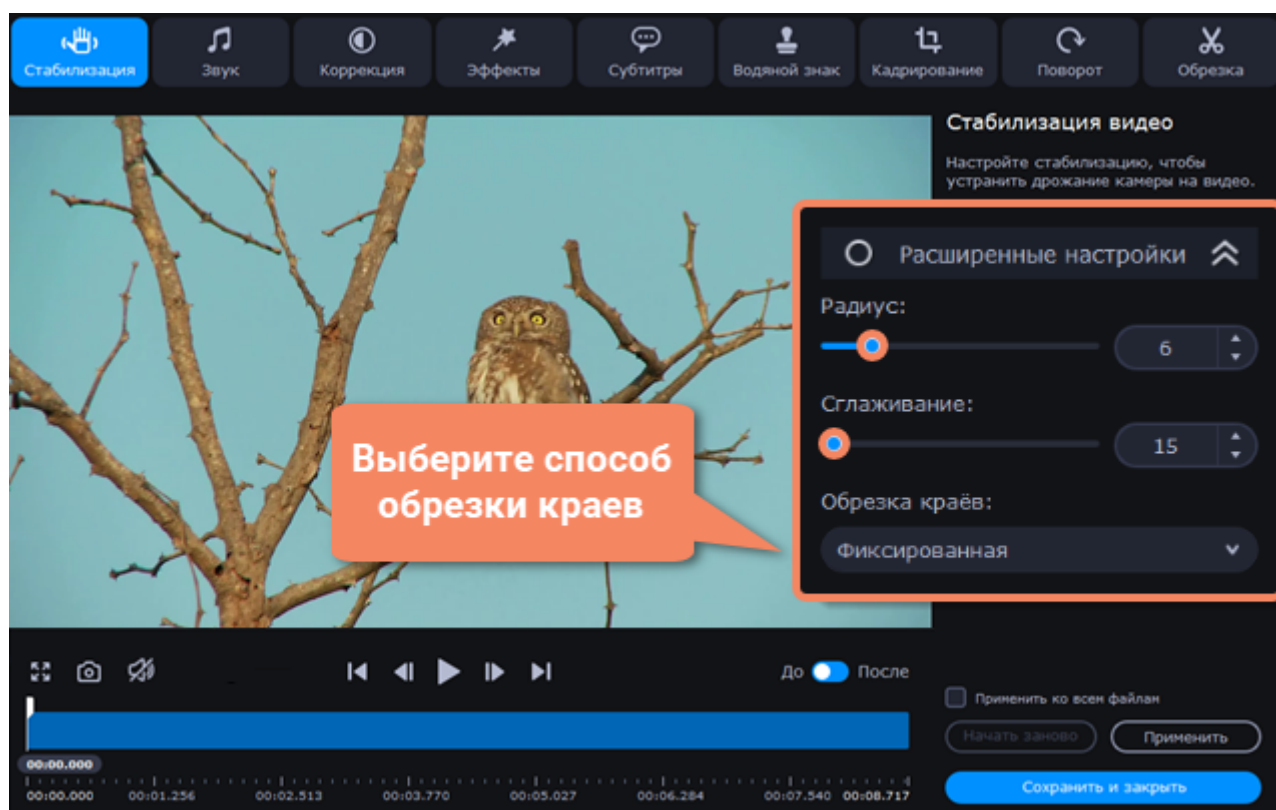 Стабилизация
Звук
Коррекция
Эффекты
Субтитры
Водяной знак
Кадрирование
Поворот
Обрезка
Стабилизация видео
Настройте стабилизацию, чтобы
устранить дрожание камеры на видео.
Расширенные настройки
Радиус:
6
Сглаживание:
15
Обрезка краёв:
Фиксированная
Выберите способ
обрезки краев
До
После
Применить ко всем файлам
Начать заново
Применить
Сохранить и закрыть
00:00.000
00:00.000
00:01.256
00:02.513
00:03.770
00:05.027
00:06.284
00:07.540
00:08.717